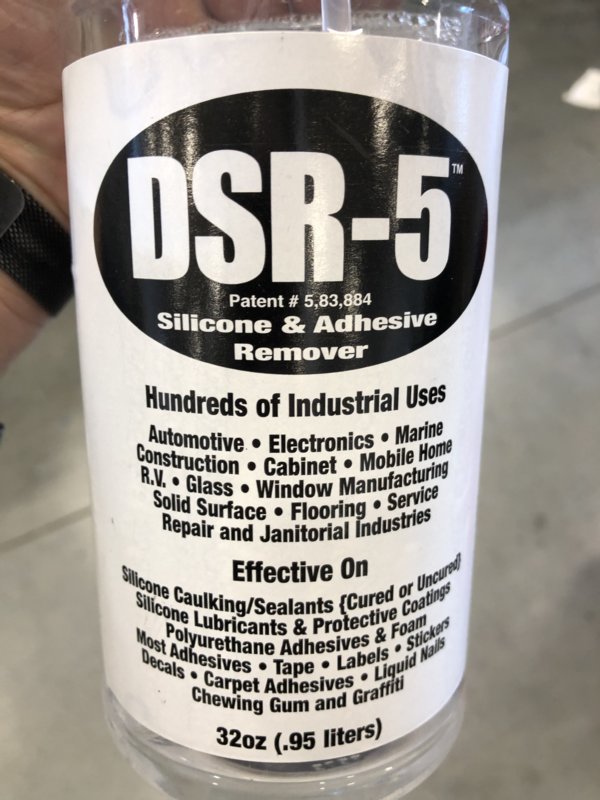 DSR-5™
Patent # 5,83,884
Silicone & Adhesive
Remover
Hundreds of Industrial Uses
Automotive • Electronics • Marine
Construction • Cabinet • Mobile Home
R.V. • Glass • Window Manufacturing
Solid Surface • Flooring • Service
Repair and Janitorial Industries
Effective On
Silicone Caulking/Sealants {Cured or Uncured}
Silicone Lubricants & Protective Coatings
Polyurethane Adhesives & Foam
Most Adhesives • Tape • Labels • Stickers
Decals • Carpet Adhesives • Liquid Nails
Chewing Gum and Graffiti
32oz (.95 liters)